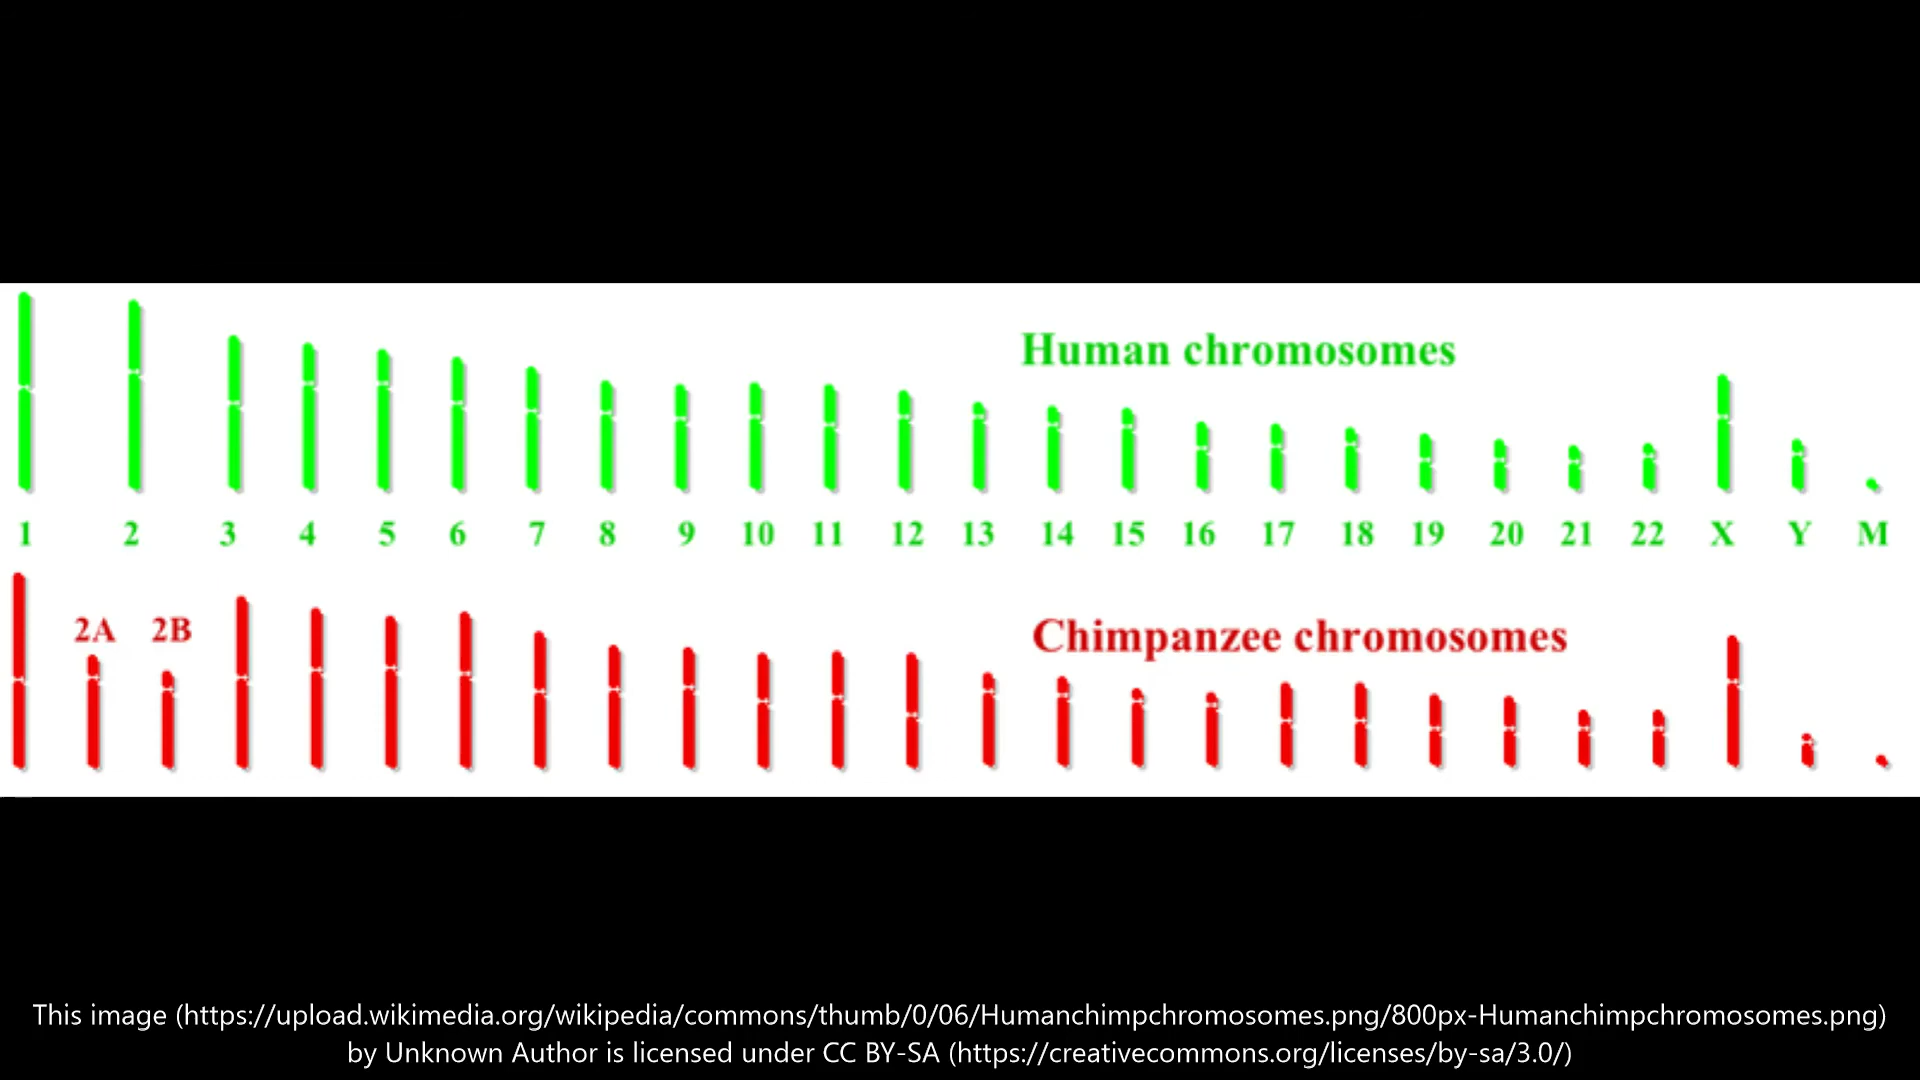 Human chromosomes
1 2 3 4 5 6 7 8 9 10 11 12 13 14 15 16 17 18 19 20 21 22 X Y M
2A 2B
Chimpanzee chromosomes
This image (https://upload.wikimedia.org/wikipedia/commons/thumb/0/06/Humanchimpchromosomes.png/800px-Humanchimpchromosomes.png)
by Unknown Author is licensed under CC BY-SA (https://creativecommons.org/licenses/by-sa/3.0/)